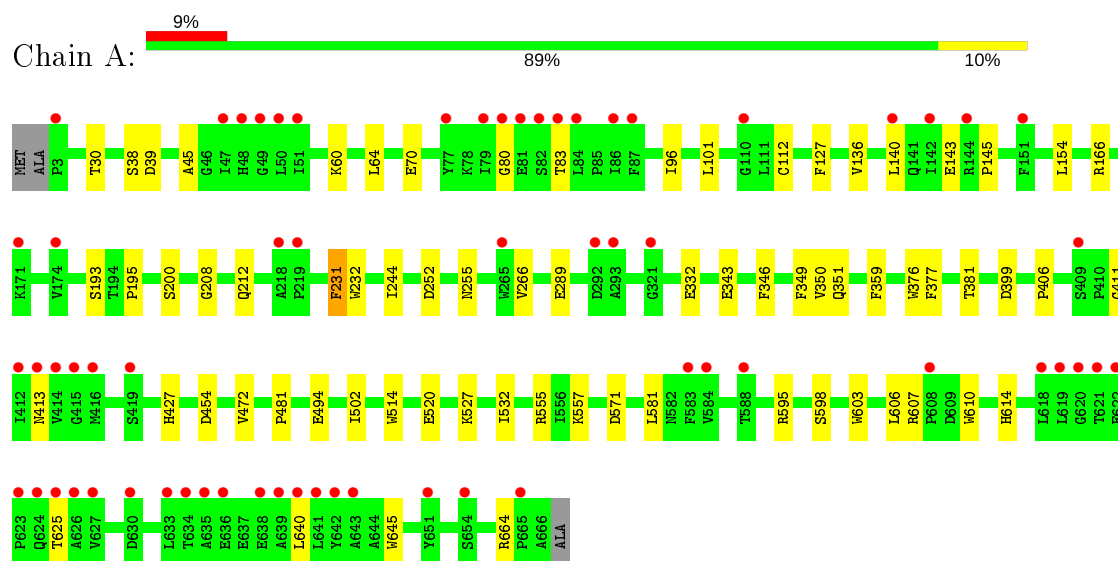 9%
Chain A:
89% 10%
MET ALA P3 T30 S38 D39 A45 G46 I47 H48 G49 L50 I51 K60 L64 E70 Y77 K78 I79 G80 E81 S82 T83 L84 P85 I86 F87 I96 L101 G110 L111 C112 F127 V136 L140 Q141 I142 E143 R144 P145 F151 L154 R166
K171 V174 S193 T194 P195 S200 G208 Q212 A218 P219 F231 W232 I244 D252 N255 W265 V266 E289 D292 A293 G321 E332 E343 F346 F349 V350 Q351 F359 W376 F377 T381 D399 P406 S409 P410
I412 N413 V414 G415 M416 S419 H427 D454 V472 P481 E494 I502 W514 E520 K527 I532 R555 I556 K557 D571 L581 N582 F583 V584 T588 R595 S598 W603 L606 R607 P608 D609 W610 H614 L618 L619 G620 T621
P623 Q624 T625 A626 V627 D630 L633 T634 A635 E636 E637 E638 A639 L640 L641 Y642 A643 A644 W645 Y651 S654 R664 P665 A666 ALA